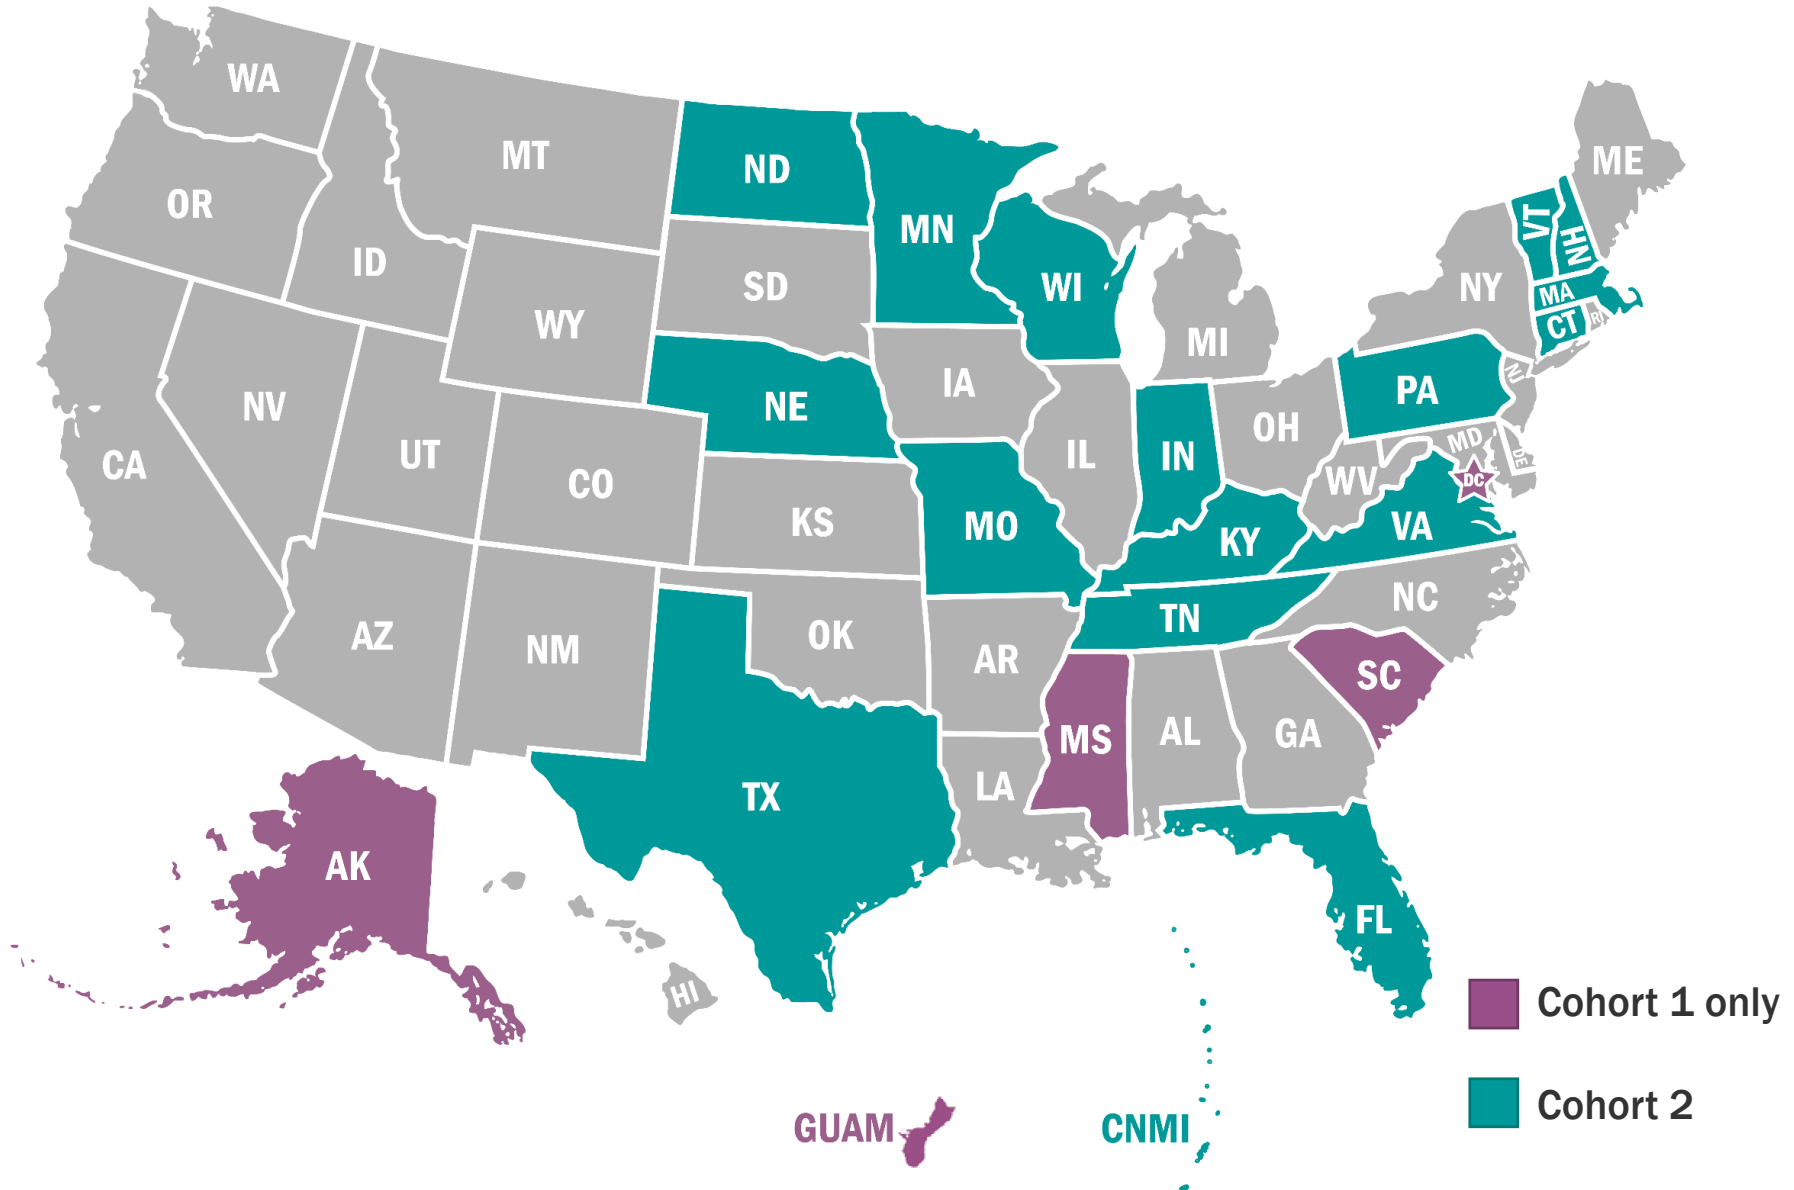 WA
MT
ND
MN
ME
OR
ID
VT
NH
SD
WI
NY
MA
WY
MI
CT
RI
IA
NJ
NV
NE
PA
UT
CO
IL
IN
OH
MD
CA
WV
DE
DC
KS
MO
KY
VA
AZ
NM
OK
AR
TN
NC
SC
MS
AL
GA
TX
LA
AK
FL
HI
Cohort 1 only
Cohort 2
GUAM
CNMI